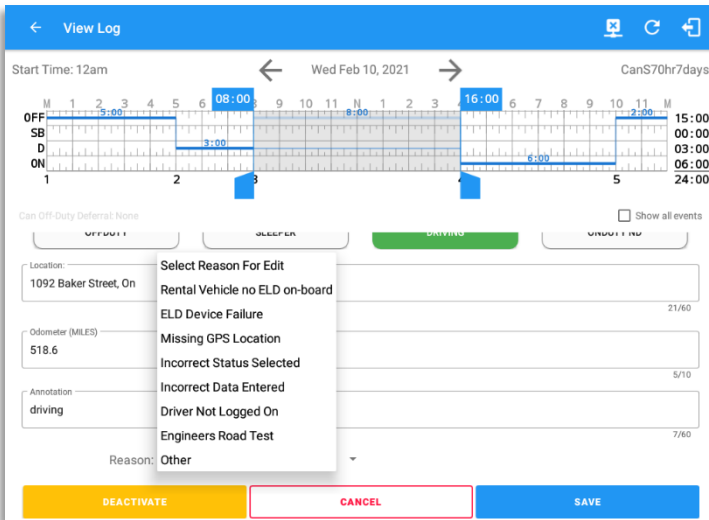 View Log
Start Time: 12am
Wed Feb 10, 2021
CanS70hr7days
08:00
16:00
M 1 2 3 4 5 6 8 9 10 11 N 1 2 3 6 7 8 9 10 11 M
OFF 5:00 8:00 2:00 15:00
SB 00:00
D 3:00 03:00
ON 6:00 06:00
1 2 3 5 24:00
Can Off-Duty Deferral: None
Show all events
OFFDUTY
SLEEPER
DRIVING
ONDUTY ND
Location:
1092 Baker Street, On
21/60
Odometer (MILES)
518.6
5/10
Annotation
driving
7/60
Reason:
Select Reason For Edit
Rental Vehicle no ELD on-board
ELD Device Failure
Missing GPS Location
Incorrect Status Selected
Incorrect Data Entered
Driver Not Logged On
Engineers Road Test
Other
DEACTIVATE
CANCEL
SAVE